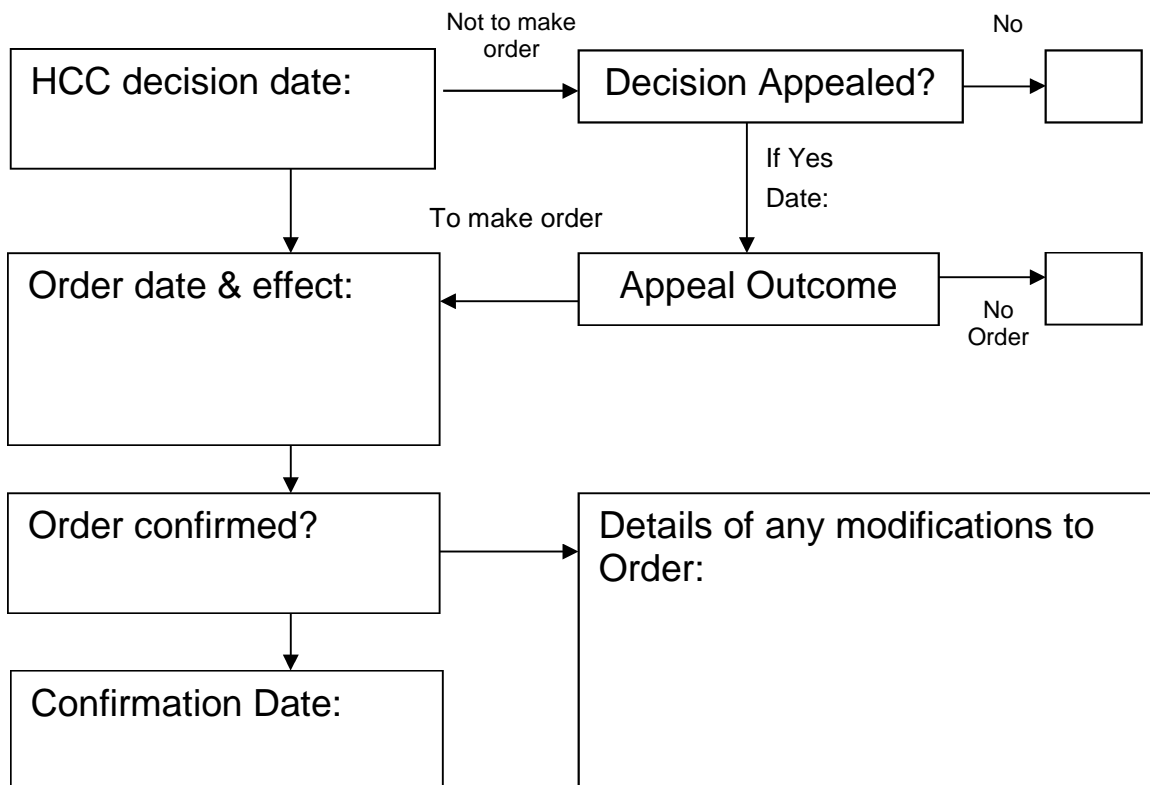 Not to make
order
No
HCC decision date:
Decision Appealed?
If Yes
Date:
To make order
Order date & effect:
Appeal Outcome
No
Order
Order confirmed?
Details of any modifications to
Order:
Confirmation Date: